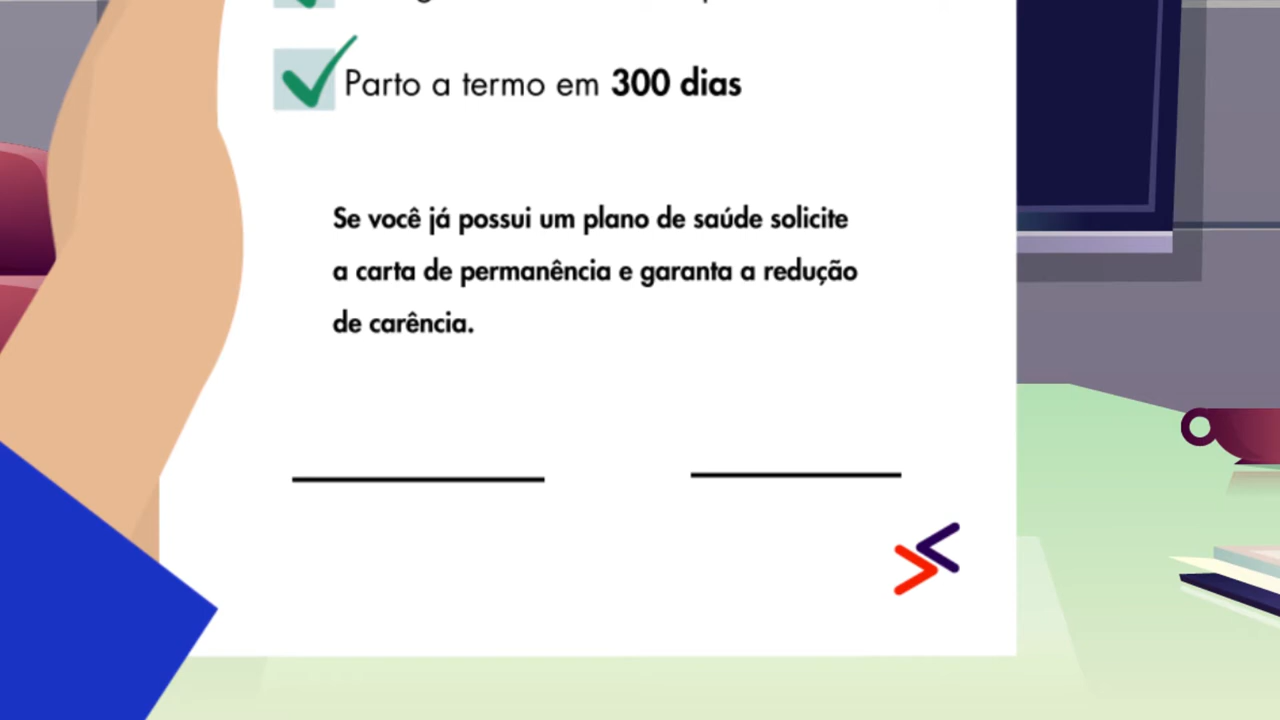 Parto a termo em 300 dias
Se você já possui um plano de saúde solicite
a carta de permanência e garanta a redução
de carência.